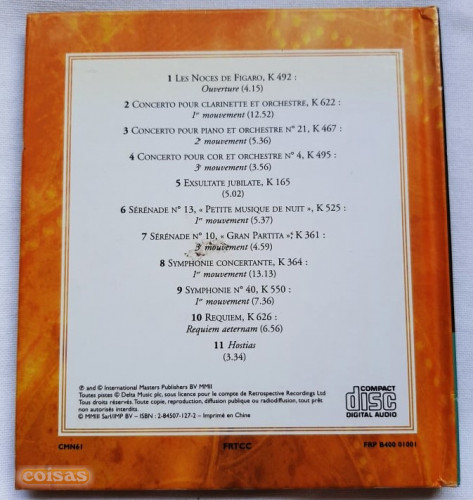 1 Les Noces de Figaro, K 492 :
Ouverture (4.15)
2 Concerto pour clarinette et orchestre, K 622 :
1er mouvement (12.52)
3 Concerto pour piano et orchestre n° 21, K 467 :
2e mouvement (5.36)
4 Concerto pour cor et orchestre n° 4, K 495 :
3e mouvement (3.56)
5 Exsultate jubilate, K 165
(5.02)
6 Sérénade n° 13, « Petite musique de nuit », K 525 :
1er mouvement (5.37)
7 Sérénade n° 10, « Gran Partita », K 361 :
3e mouvement (4.59)
8 Symphonie concertante, K 364 :
1er mouvement (13.13)
9 Symphonie n° 40, K 550 :
1er mouvement (7.36)
10 Requiem, K 626 :
Requiem aeternam (6.56)
11 Hostias
(3.34)
℗ and © International Masters Publishers BV MMIII
Toutes pistes © Delta Music plc, sous licence pour le compte de Retrospective Recordings Ltd
Tous droits réservés. Toute copie, reproduction, diffusion publique ou radiodiffusion, tout prêt
non autorisés interdits.
© MMIII Sarl/IMP BV – ISBN : 2-84507-127-2 – Imprimé en Chine
COMPACT
disc
DIGITAL AUDIO
CMN61 FRTCC FRP B400 01001
coisas